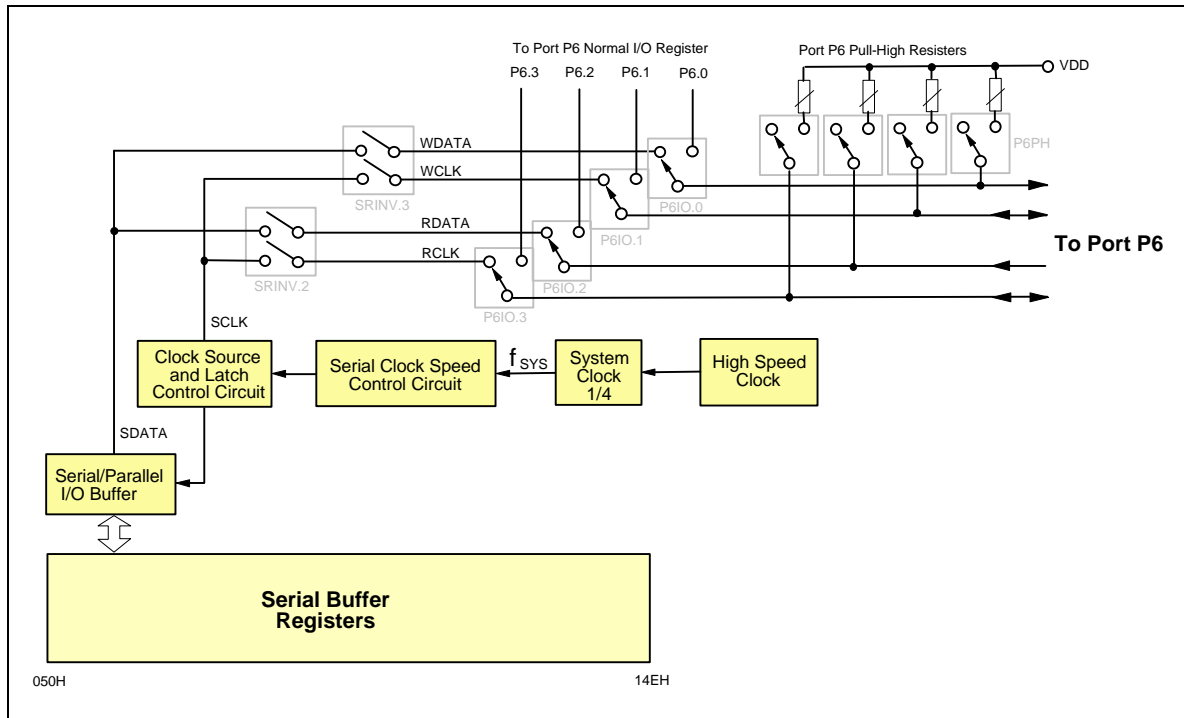 To Port P6 Normal I/O Register
P6.3 P6.2 P6.1 P6.0
Port P6 Pull-High Resisters
VDD
P6PH
WDATA
WCLK
SRINV.3
P6IO.0
RDATA
P6IO.1
RCLK
To Port P6
SRINV.2
P6IO.2
P6IO.3
SCLK
Clock Source
and Latch
Control Circuit
Serial Clock Speed
Control Circuit
f SYS
System
Clock
1/4
High Speed
Clock
SDATA
Serial/Parallel
I/O Buffer
Serial Buffer
Registers
050H 14EH